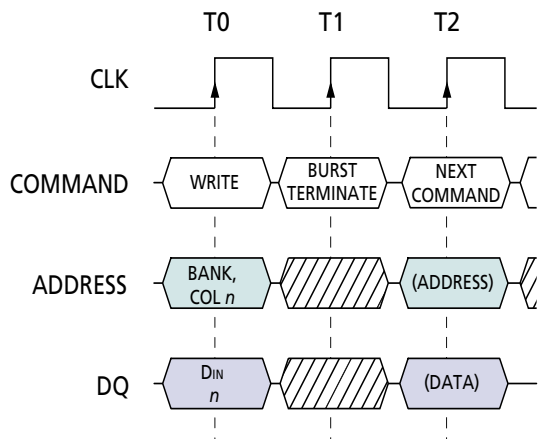 T0 T1 T2
CLK
COMMAND WRITE BURST TERMINATE NEXT COMMAND
ADDRESS BANK, COL n (ADDRESS)
DQ DIN n (DATA)